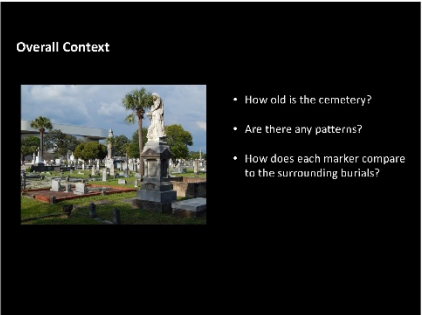 Overall Context
• How old is the cemetery?
• Are there any patterns?
• How does each marker compare
to the surrounding burials?